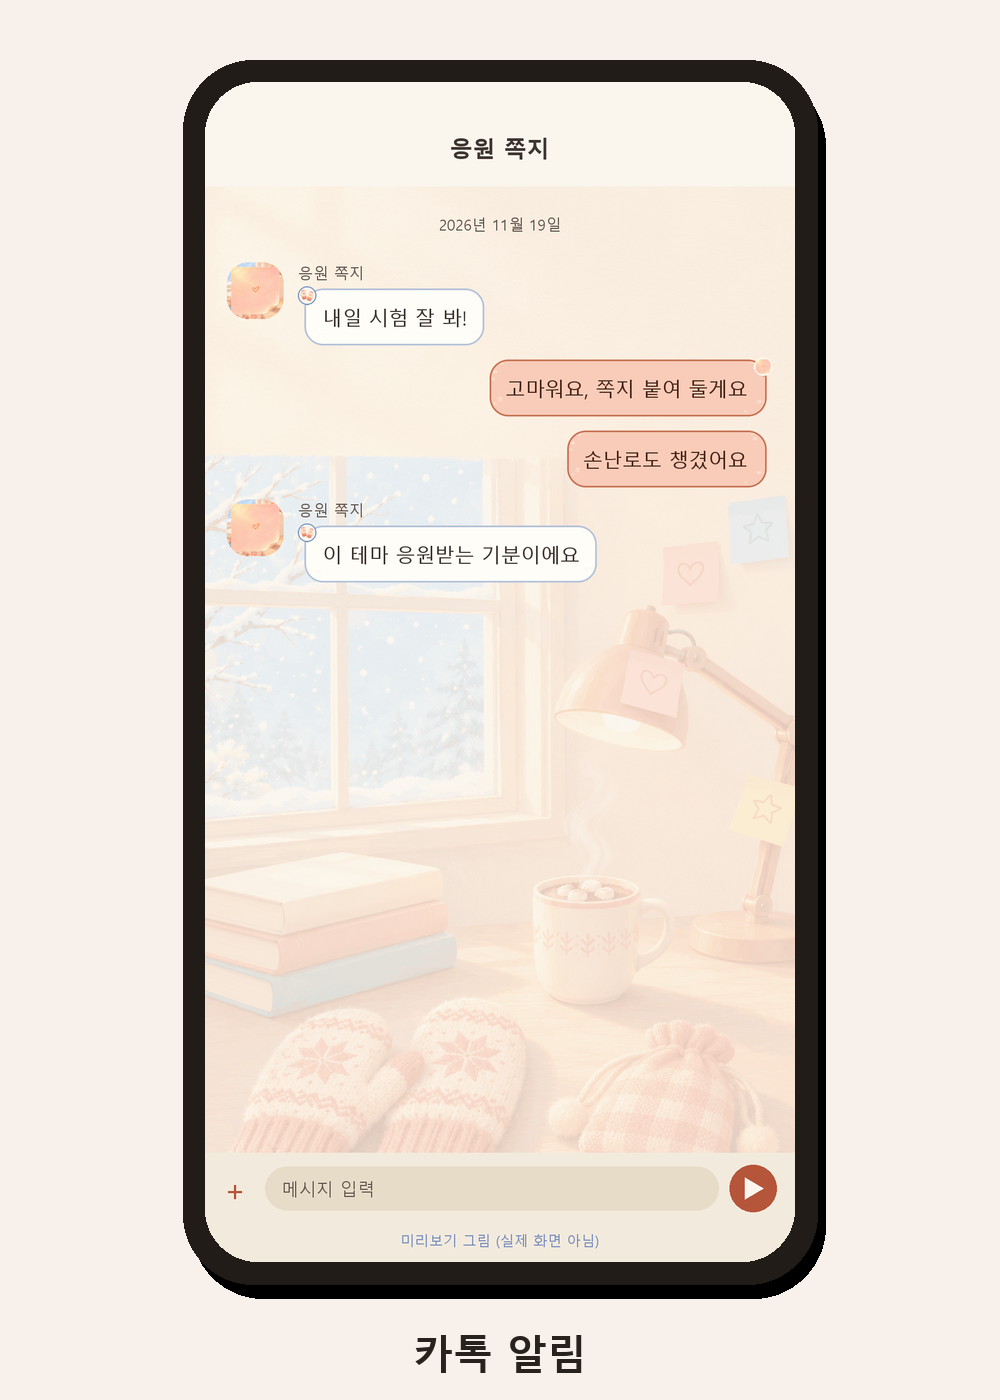 응원 쪽지
2026년 11월 19일
응원 쪽지
내일 시험 잘 봐!
고마워요, 쪽지 붙여 둘게요
손난로도 챙겼어요
응원 쪽지
이 테마 응원받는 기분이에요
+ 메시지 입력
미리보기 그림 (실제 화면 아님)
카톡 알림